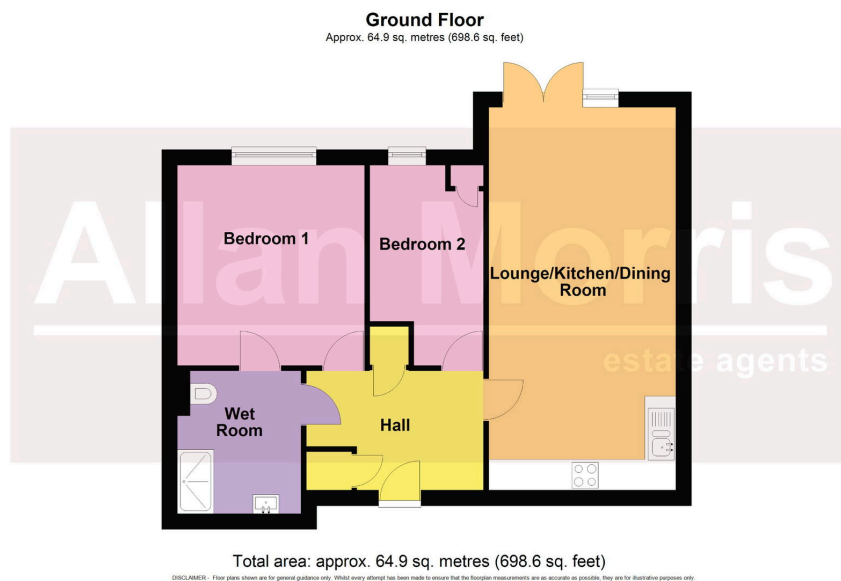 Ground Floor
Approx. 64.9 sq. metres (698.6 sq. feet)
Bedroom 1
Bedroom 2
Allan Morris
Lounge/Kitchen/Dining
Room
estate agents
Wet
Room
Hall
Total area: approx. 64.9 sq. metres (698.6 sq. feet)
DISCLAIMER - Floor plans shown are for general guidance only. Whilst every attempt has been made to ensure that the floorplan measurements are as accurate as possible, they are for illustrative purposes only.